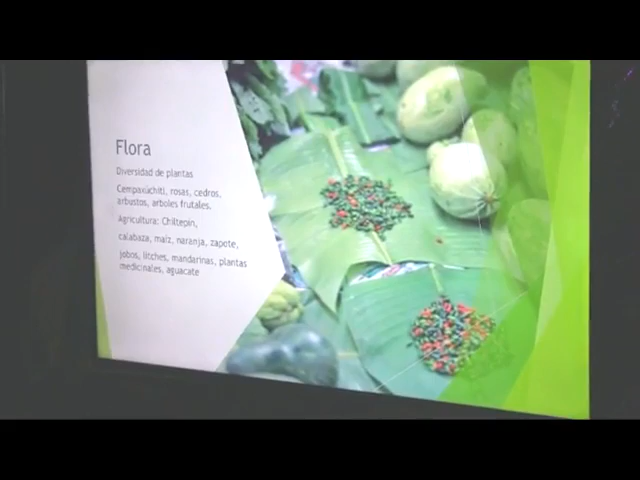 Flora
Diversidad de plantas
Cempaxúchitl, rosas, cedros,
arbustos, arboles frutales.
Agricultura: Chiltepín,
calabaza, maíz, naranja, zapote,
jobos, litches, mandarinas, plantas
medicinales, aguacate